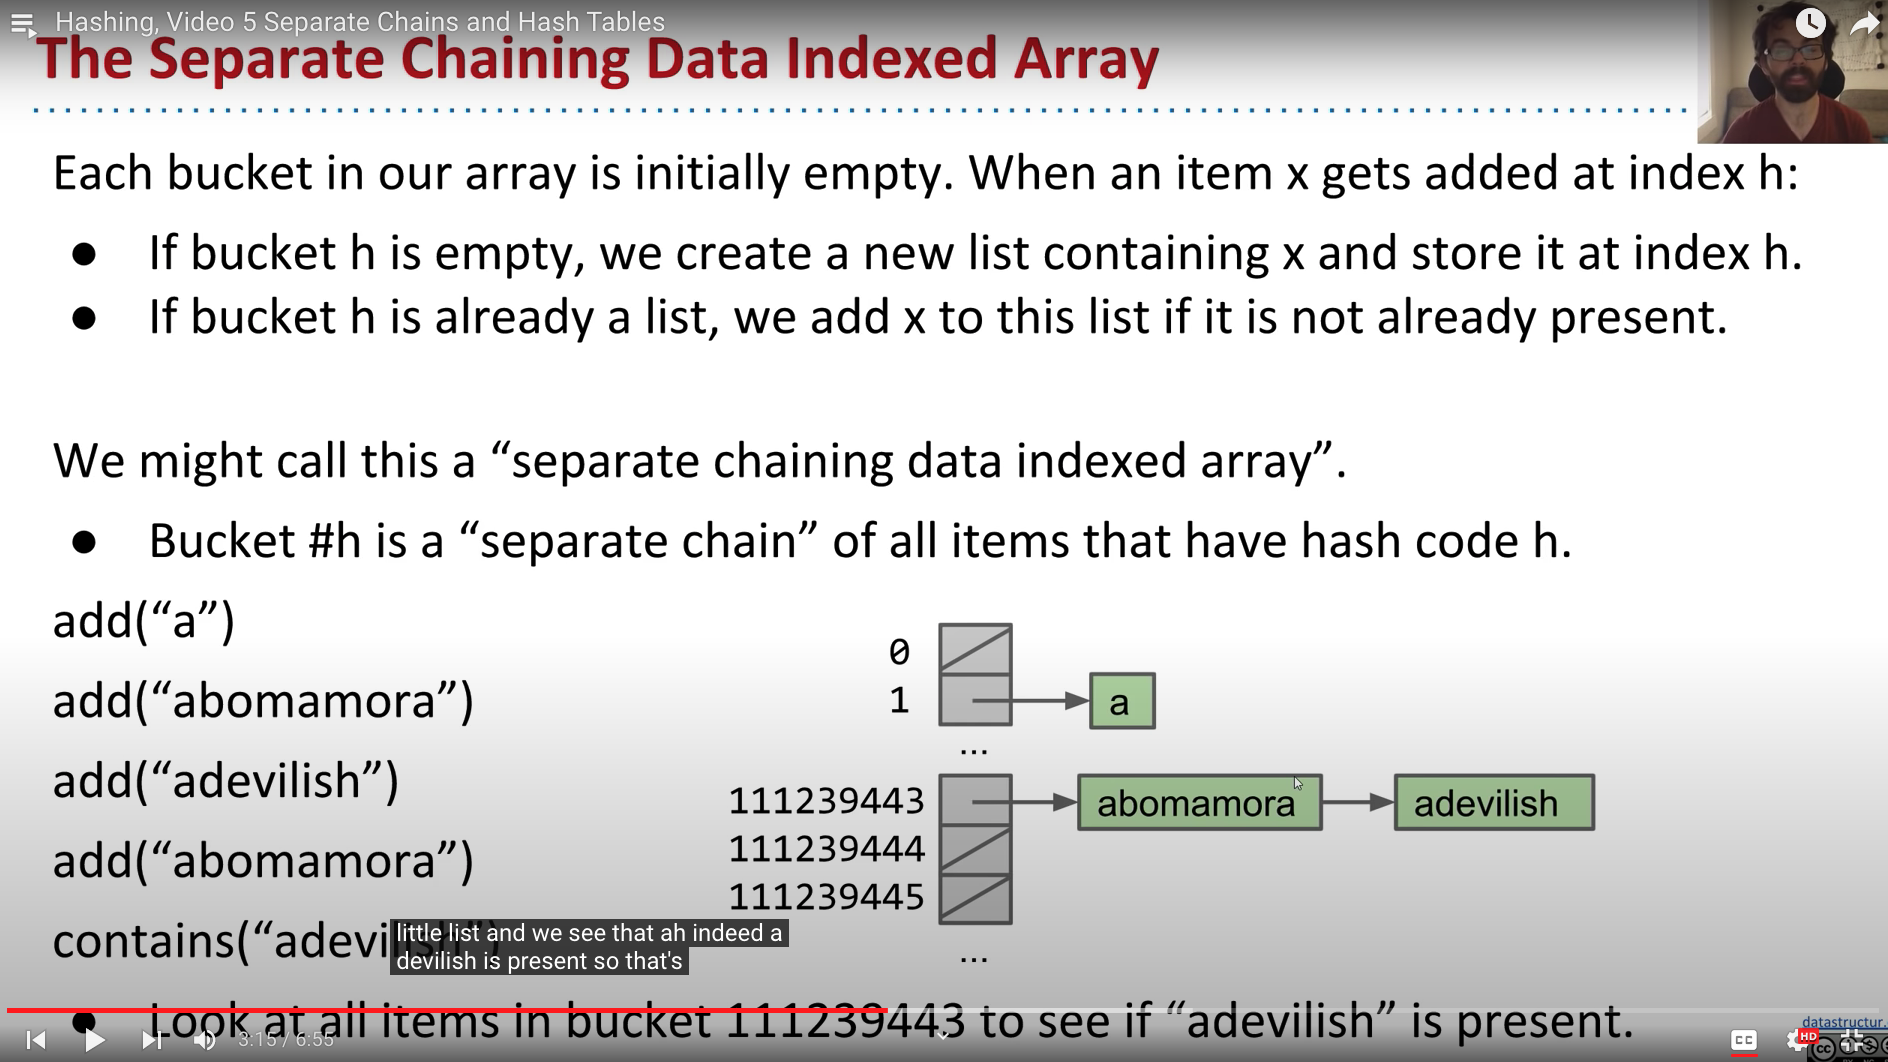 Hashing, Video 5 Separate Chains and Hash Tables
The Separate Chaining Data Indexed Array
Each bucket in our array is initially empty. When an item x gets added at index h:
● If bucket h is empty, we create a new list containing x and store it at index h.
● If bucket h is already a list, we add x to this list if it is not already present.
We might call this a “separate chaining data indexed array”.
● Bucket #h is a “separate chain” of all items that have hash code h.
add(“a”)
add(“abomamora”)
add(“adevilish”)
add(“abomamora”)
contains(“adevilish”)
0
1
a
...
111239443
abomamora
adevilish
111239444
111239445
...
little list and we see that ah indeed a
devilish is present so that's
● Look at all items in bucket 111239443 to see if “adevilish” is present.
3:15 / 6:55
CC
HD
datastructur.
cc